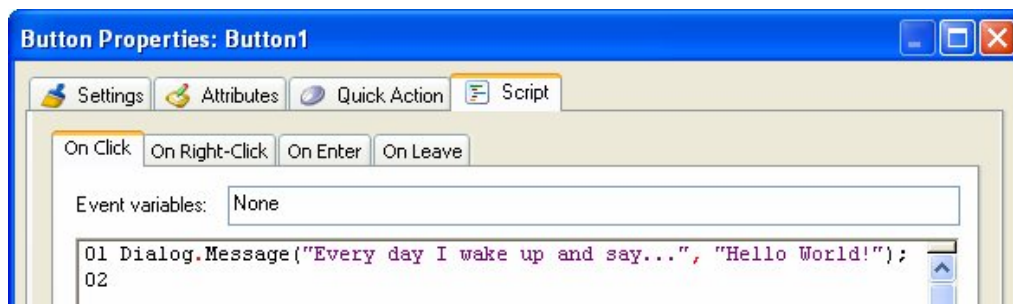 Button Properties: Button1
Settings Attributes Quick Action Script
On Click On Right-Click On Enter On Leave
Event variables: None
01 Dialog.Message("Every day I wake up and say...", "Hello World!");
02